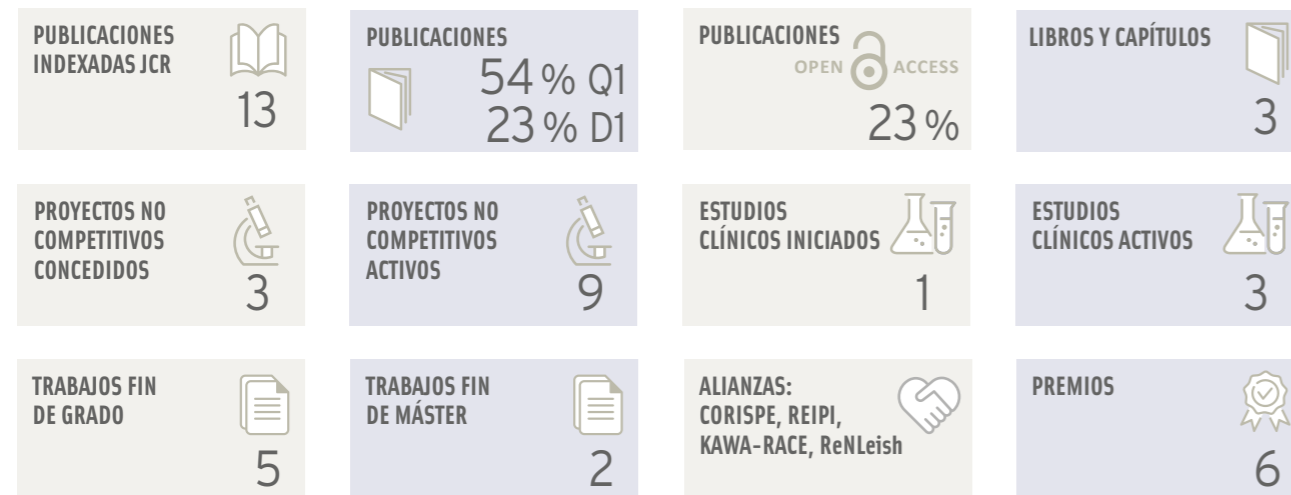 PUBLICACIONES
INDEXADAS JCR
13
PUBLICACIONES
54 % Q1
23 % D1
PUBLICACIONES
OPEN ACCESS
23 %
LIBROS Y CAPÍTULOS
3
PROYECTOS NO
COMPETITIVOS
CONCEDIDOS
3
PROYECTOS NO
COMPETITIVOS
ACTIVOS
9
ESTUDIOS
CLÍNICOS INICIADOS
1
ESTUDIOS
CLÍNICOS ACTIVOS
3
TRABAJOS FIN
DE GRADO
5
TRABAJOS FIN
DE MÁSTER
2
ALIANZAS:
CORISPE, REIPI,
KAWA-RACE, ReNLeish
PREMIOS
6